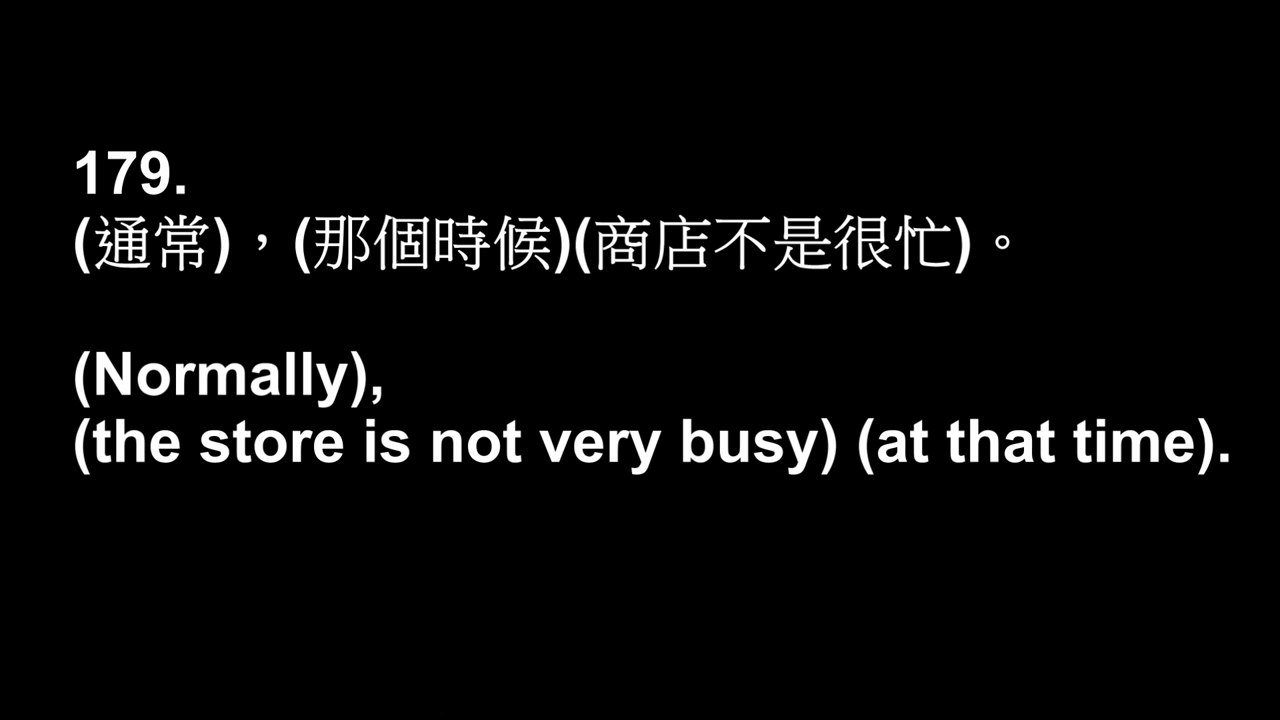 179.
(通常)，(那個時候)(商店不是很忙)。
(Normally),
(the store is not very busy) (at that time).